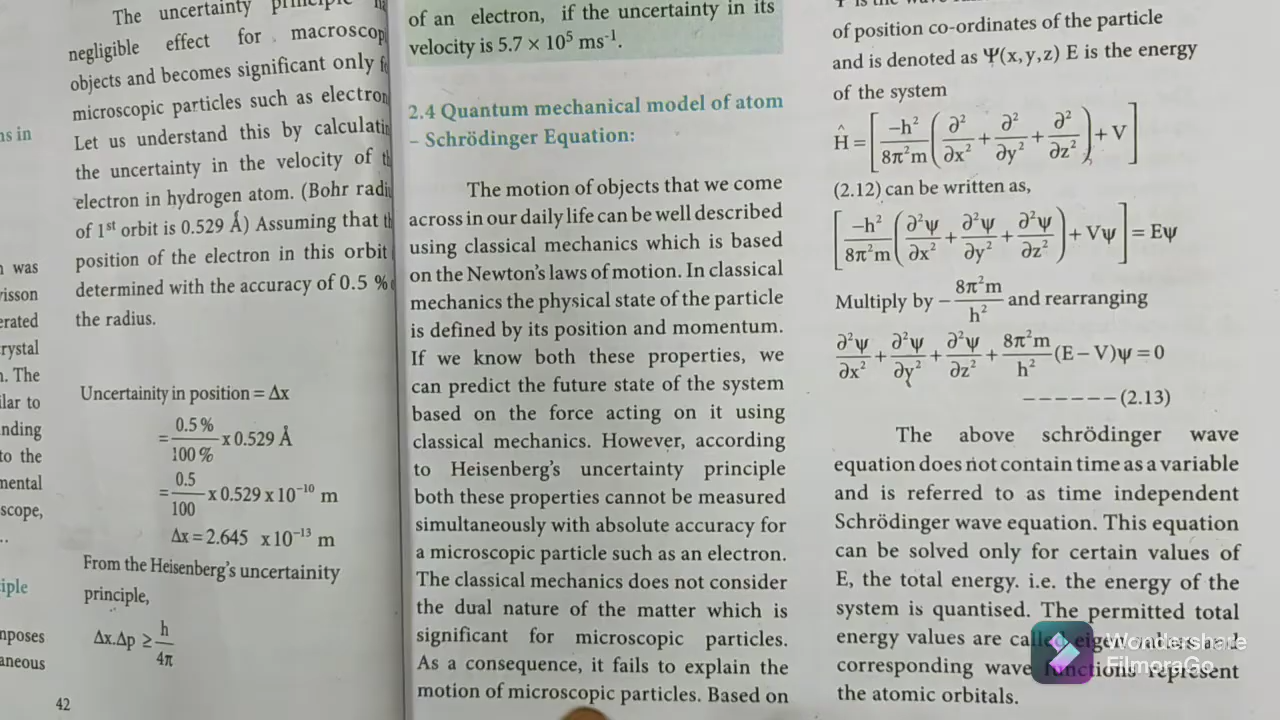 ns in
n was
visson
erated
crystal
n. The
ilar to
nding
to the
mental
scope,
..
iple
mposes
aneous
The uncertainty principle
negligible effect for macroscop
objects and becomes significant only f
microscopic particles such as electron
Let us understand this by calculatin
the uncertainty in the velocity of th
electron in hydrogen atom. (Bohr radiu
of 1st orbit is 0.529 Å) Assuming that t
position of the electron in this orbit
determined with the accuracy of 0.5 %
the radius.
Uncertainity in position = Δx
= 0.5 % / 100 % x 0.529 Å
= 0.5 / 100 x 0.529 x 10⁻¹⁰ m
Δx = 2.645 x 10⁻¹³ m
From the Heisenberg's uncertainity
principle,
Δx.Δp ≥ h / 4π
42
of an electron, if the uncertainty in its
velocity is 5.7 × 10⁵ ms⁻¹.
2.4 Quantum mechanical model of atom
– Schrödinger Equation:
The motion of objects that we come
across in our daily life can be well described
using classical mechanics which is based
on the Newton's laws of motion. In classical
mechanics the physical state of the particle
is defined by its position and momentum.
If we know both these properties, we
can predict the future state of the system
based on the force acting on it using
classical mechanics. However, according
to Heisenberg's uncertainty principle
both these properties cannot be measured
simultaneously with absolute accuracy for
a microscopic particle such as an electron.
The classical mechanics does not consider
the dual nature of the matter which is
significant for microscopic particles.
As a consequence, it fails to explain the
motion of microscopic particles. Based on
of position co-ordinates of the particle
and is denoted as Ψ(x,y,z) E is the energy
of the system
Ĥ = [ −h² / 8π²m ( ∂²/∂x² + ∂²/∂y² + ∂²/∂z² ) + V ]
(2.12) can be written as,
[ −h² / 8π²m ( ∂²ψ/∂x² + ∂²ψ/∂y² + ∂²ψ/∂z² ) + Vψ ] = Eψ
Multiply by − 8π²m / h² and rearranging
∂²ψ/∂x² + ∂²ψ/∂y² + ∂²ψ/∂z² + 8π²m/h² (E − V)ψ = 0
− − − − − − (2.13)
The above schrödinger wave
equation does not contain time as a variable
and is referred to as time independent
Schrödinger wave equation. This equation
can be solved only for certain values of
E, the total energy. i.e. the energy of the
system is quantised. The permitted total
energy values are called eigen values and
corresponding wave functions represent
the atomic orbitals.
Wondershare
FilmoraGo